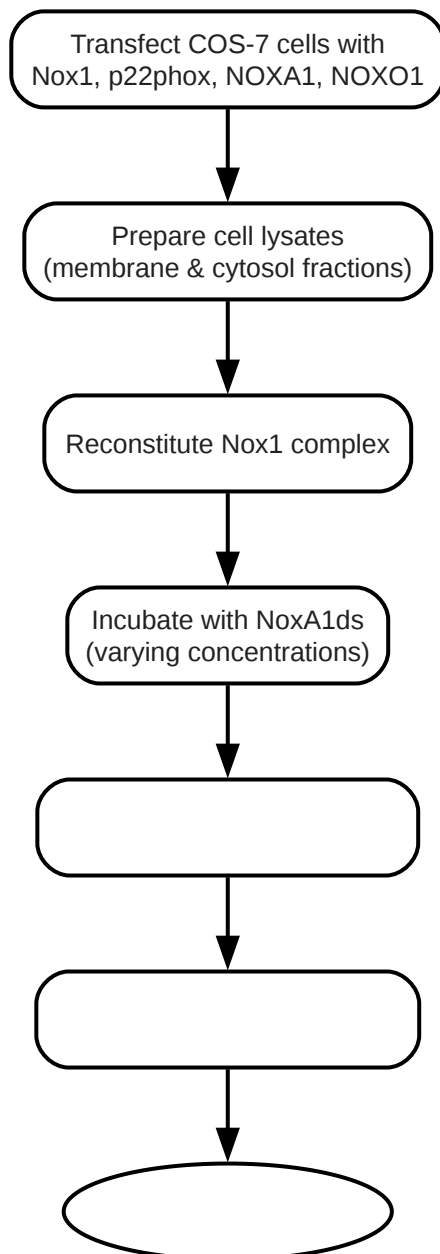 Transfect COS-7 cells with
Nox1, p22phox, NOXA1, NOXO1
Prepare cell lysates
(membrane & cytosol fractions)
Reconstitute Nox1 complex
Incubate with NoxA1ds
(varying concentrations)